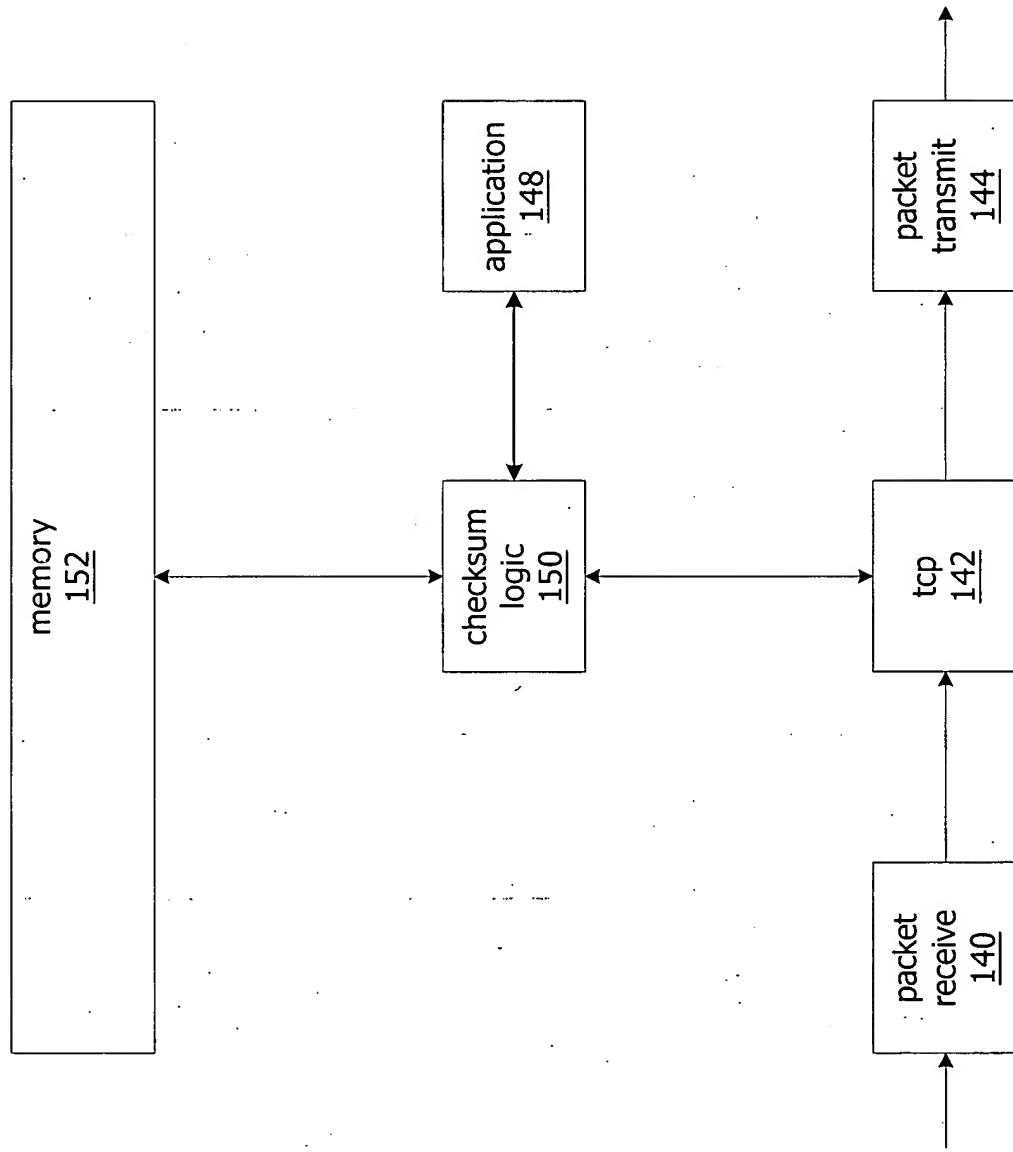 memory
152
checksum
logic
150
application
148
packet
receive
140
tcp
142
packet
transmit
144